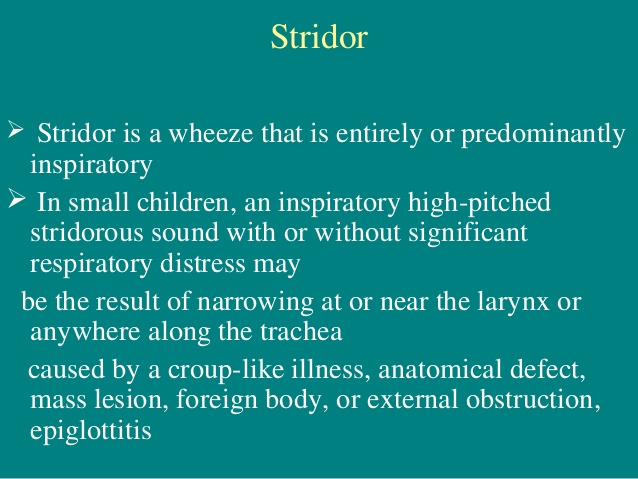 Stridor
➢ Stridor is a wheeze that is entirely or predominantly
inspiratory
➢ In small children, an inspiratory high-pitched
stridorous sound with or without significant
respiratory distress may
be the result of narrowing at or near the larynx or
anywhere along the trachea
caused by a croup-like illness, anatomical defect,
mass lesion, foreign body, or external obstruction,
epiglottitis